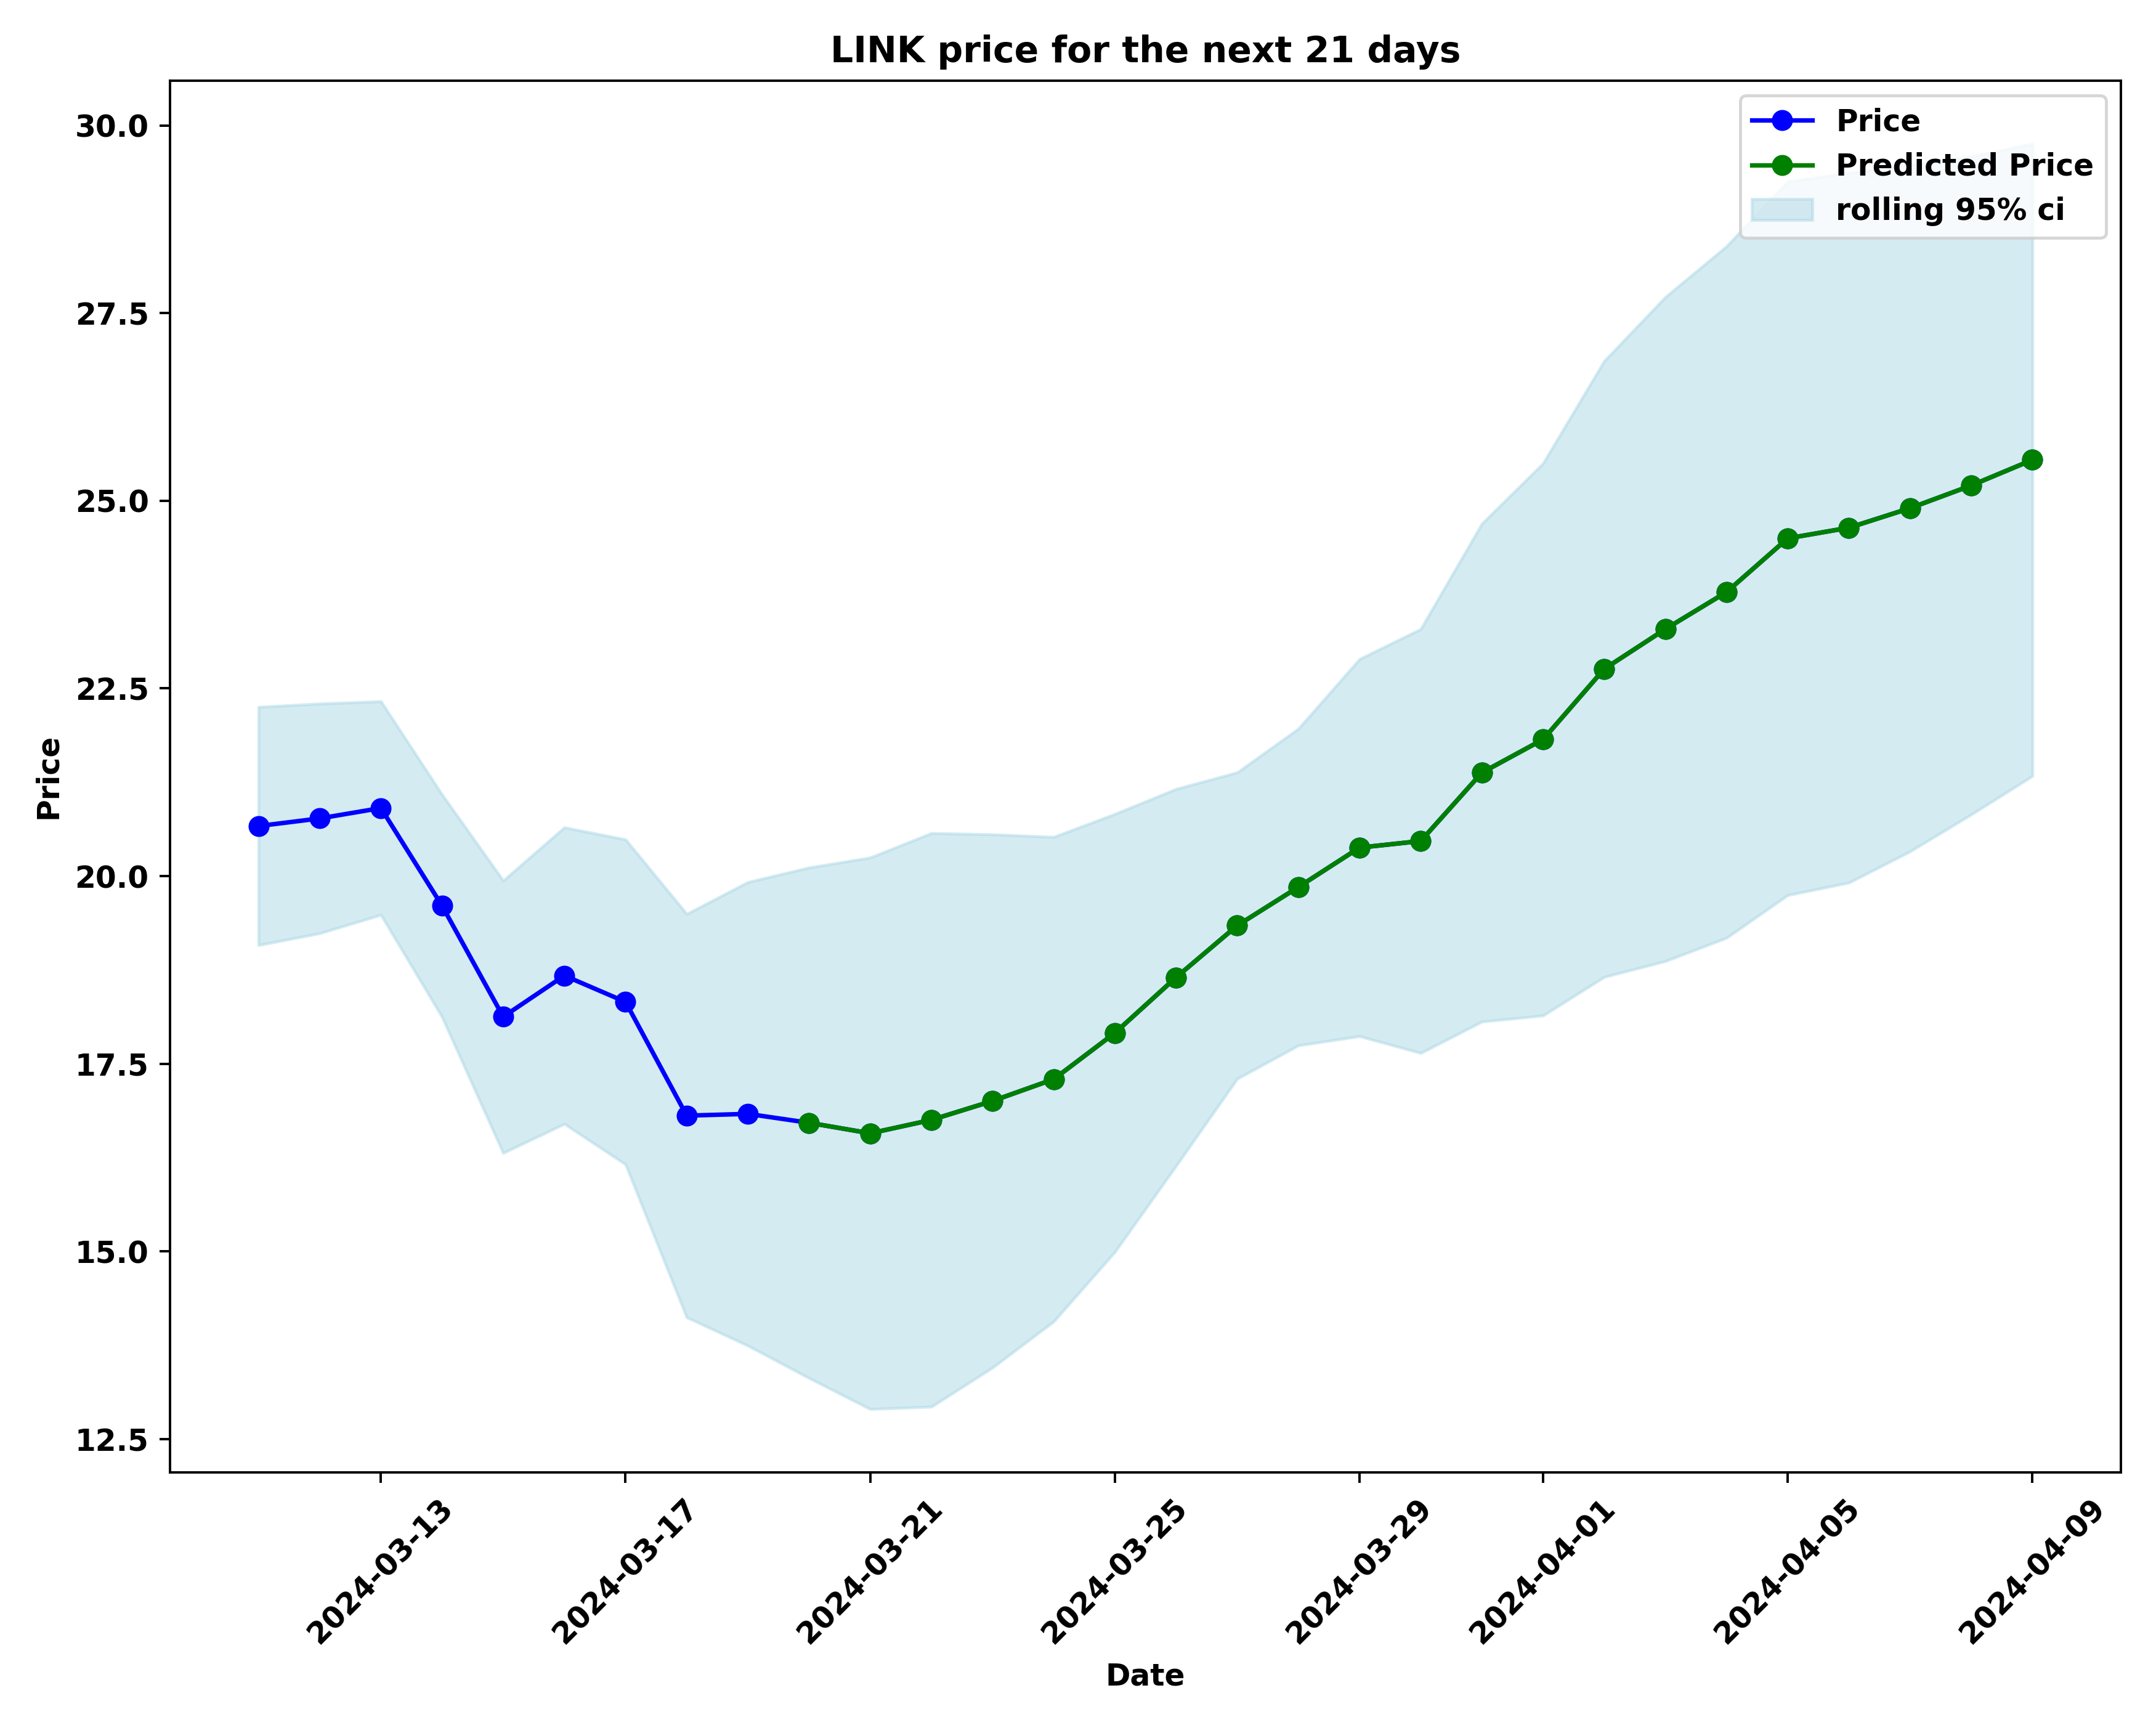 LINK price for the next 21 days
Price
Predicted Price
rolling 95% ci
30.0
27.5
25.0
22.5
20.0
17.5
15.0
12.5
Price
2024-03-13
2024-03-17
2024-03-21
2024-03-25
2024-03-29
2024-04-01
2024-04-05
2024-04-09
Date